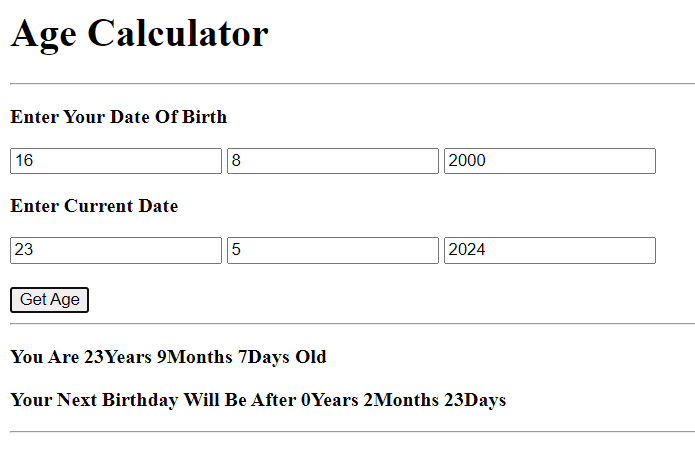 Age Calculator
Enter Your Date Of Birth
16 8 2000
Enter Current Date
23 5 2024
Get Age
You Are 23Years 9Months 7Days Old
Your Next Birthday Will Be After 0Years 2Months 23Days